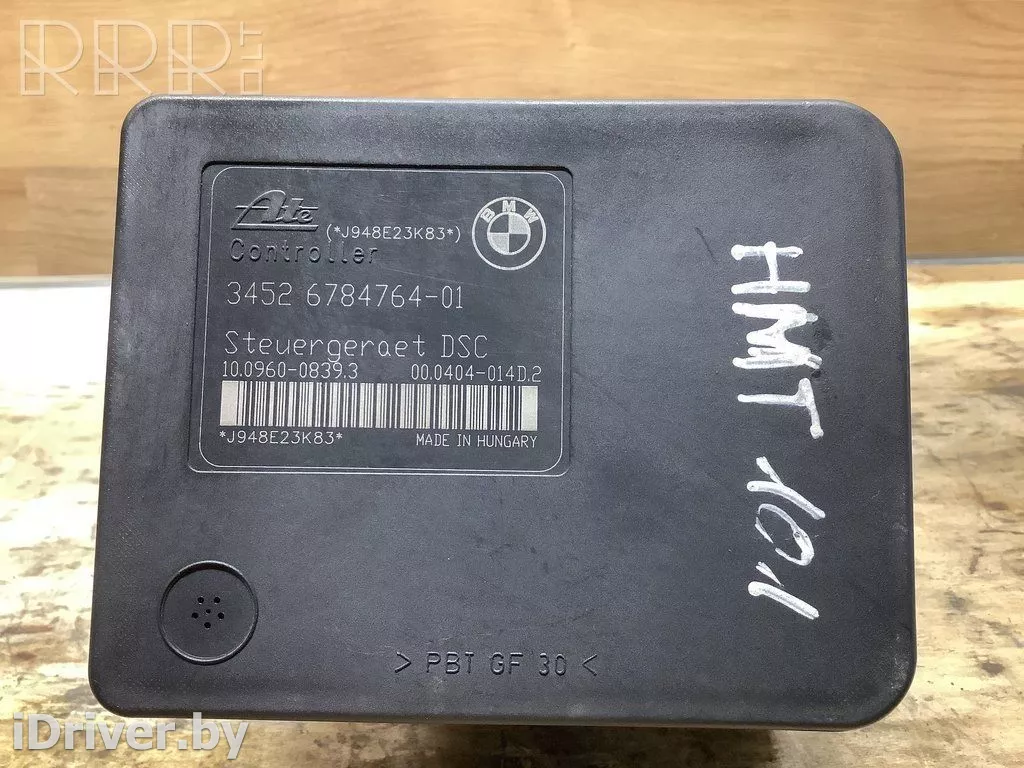 RRR
Ate
(*J948E23K83*)
BMW
Controller
3452 6784764-01
Steuergeraet DSC
10.0960-0839.3 00.0404-014D.2
*J948E23K83*
MADE IN HUNGARY
HMT 101
> PBT GF 30 <
iDriver.by